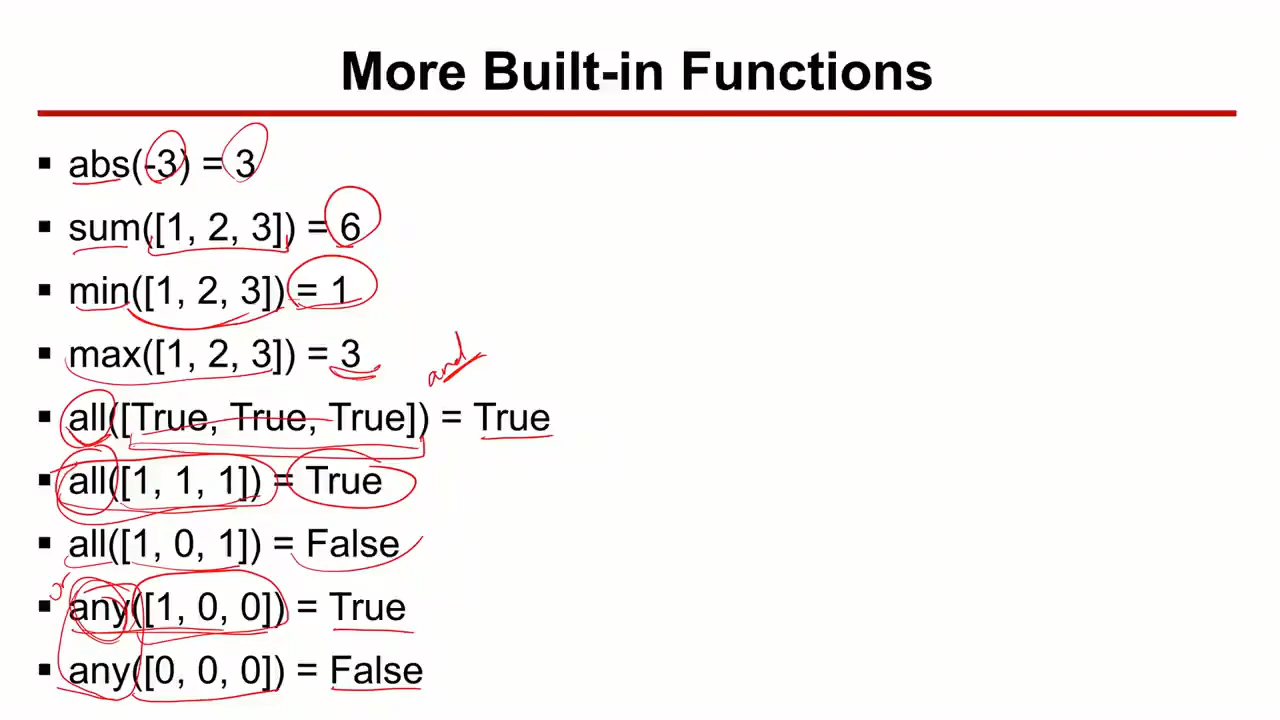 More Built-in Functions
▪ abs(-3) = 3
▪ sum([1, 2, 3]) = 6
▪ min([1, 2, 3]) = 1
▪ max([1, 2, 3]) = 3
and
▪ all([True, True, True]) = True
▪ all([1, 1, 1]) = True
▪ all([1, 0, 1]) = False
or
▪ any([1, 0, 0]) = True
▪ any([0, 0, 0]) = False